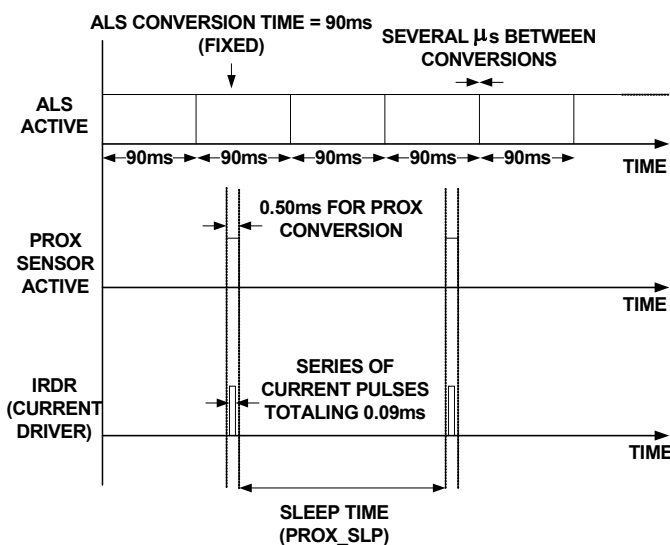 ALS CONVERSION TIME = 90ms
(FIXED)
SEVERAL µs BETWEEN
CONVERSIONS
ALS
ACTIVE
90ms 90ms 90ms 90ms 90ms
TIME
0.50ms FOR PROX
CONVERSION
PROX
SENSOR
ACTIVE
TIME
SERIES OF
CURRENT PULSES
TOTALING 0.09ms
IRDR
(CURRENT
DRIVER)
TIME
SLEEP TIME
(PROX_SLP)